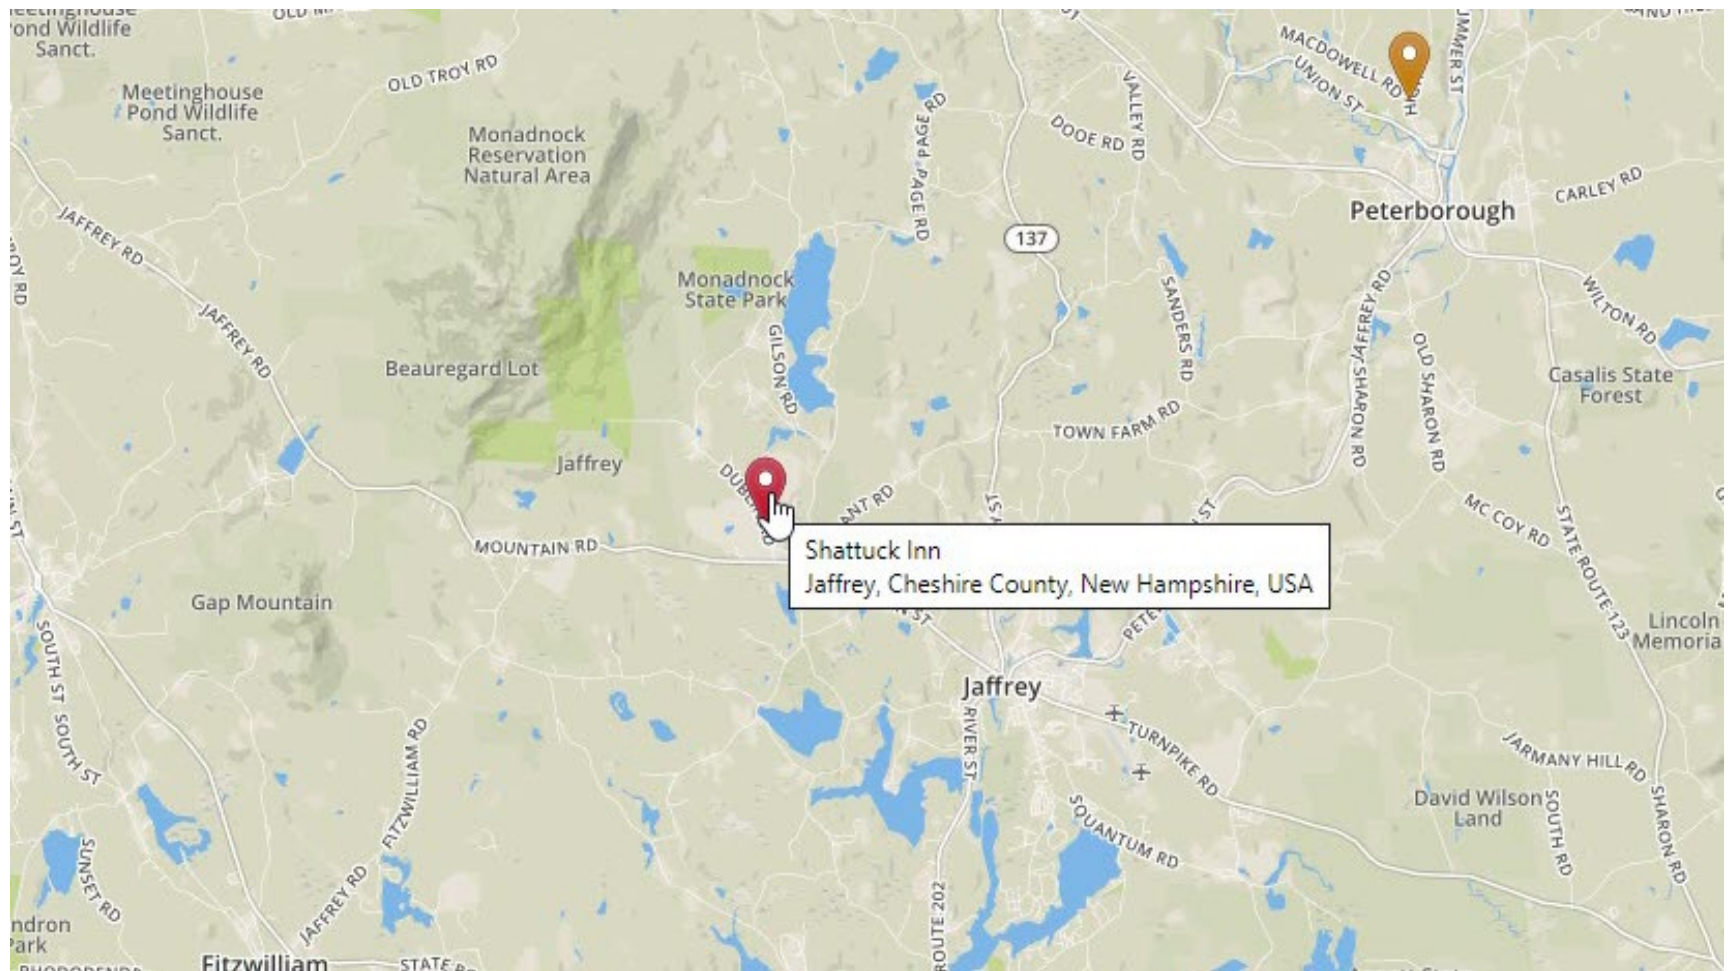 Meetinghouse
Pond Wildlife
Sanct.
OLD TROY RD
Meetinghouse
Pond Wildlife
Sanct.
Monadnock
Reservation
Natural Area
MACDOWELL RD
UNION ST
VALLEY RD
DOOE RD
PAGE RD
PAGE RD
CARLEY RD
Peterborough
JAFFREY RD
137
Monadnock
State Park
SANDERS RD
WILTON RD
JAFFREY RD
GILSON RD
OLD SHARON RD
JAFFREY RD
Beauregard Lot
Casalis State
Forest
TOWN FARM RD
SHARON RD
Jaffrey
MC COY RD
MOUNTAIN RD
Shattuck Inn
Jaffrey, Cheshire County, New Hampshire, USA
STATE ROUTE 123
Gap Mountain
Lincoln
Memoria
SOUTH ST
Jaffrey
SOUTH ST
RIVER ST
TURNPIKE RD
FITZWILLIAM RD
JARMANY HILL RD
David Wilson
Land
SOUTH RD
SHARON RD
SQUANTUM RD
SUNSET RD
JAFFREY RD
ROUTE 202
ndron
Park
Fitzwilliam